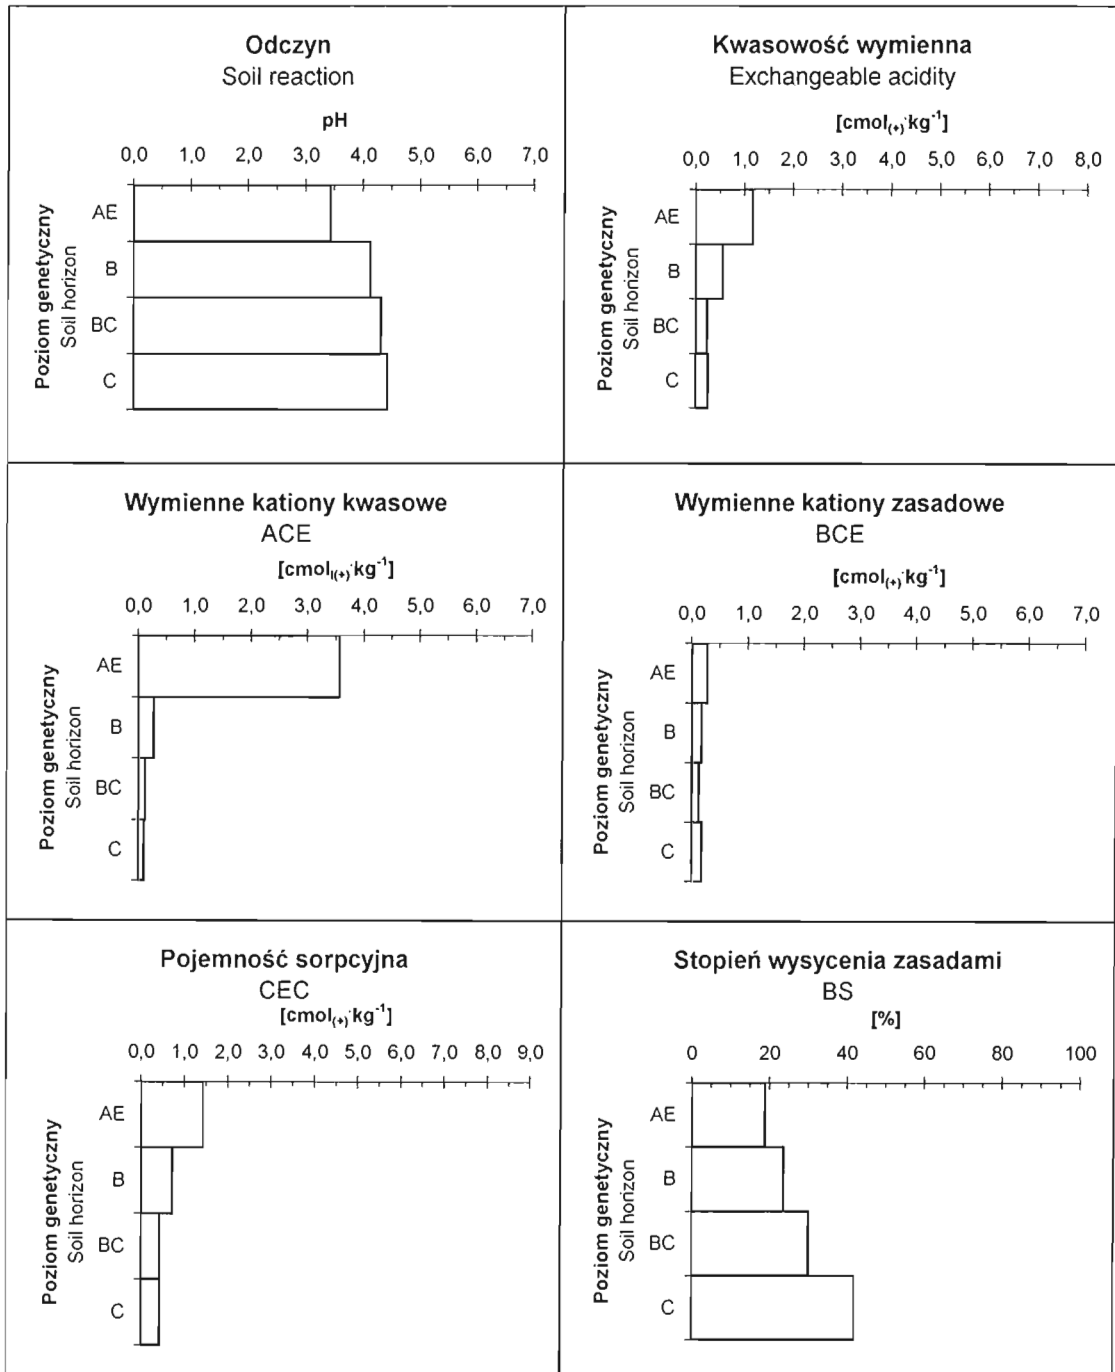 Odczyn
Soil reaction
pH
0,0 1,0 2,0 3,0 4,0 5,0 6,0 7,0
Poziom genetyczny
Soil horizon
AE
B
BC
C
Kwasowość wymienna
Exchangeable acidity
[cmol(+)·kg-1]
0,0 1,0 2,0 3,0 4,0 5,0 6,0 7,0 8,0
Poziom genetyczny
Soil horizon
AE
B
BC
C
Wymienne kationy kwasowe
ACE
[cmolI(+)·kg-1]
0,0 1,0 2,0 3,0 4,0 5,0 6,0 7,0
Poziom genetyczny
Soil horizon
AE
B
BC
C
Wymienne kationy zasadowe
BCE
[cmol(+)·kg-1]
0,0 1,0 2,0 3,0 4,0 5,0 6,0 7,0
Poziom genetyczny
Soil horizon
AE
B
BC
C
Pojemność sorpcyjna
CEC
[cmol(+)·kg-1]
0,0 1,0 2,0 3,0 4,0 5,0 6,0 7,0 8,0 9,0
Poziom genetyczny
Soil horizon
AE
B
BC
C
Stopień wysycenia zasadami
BS
[%]
0 20 40 60 80 100
Poziom genetyczny
Soil horizon
AE
B
BC
C